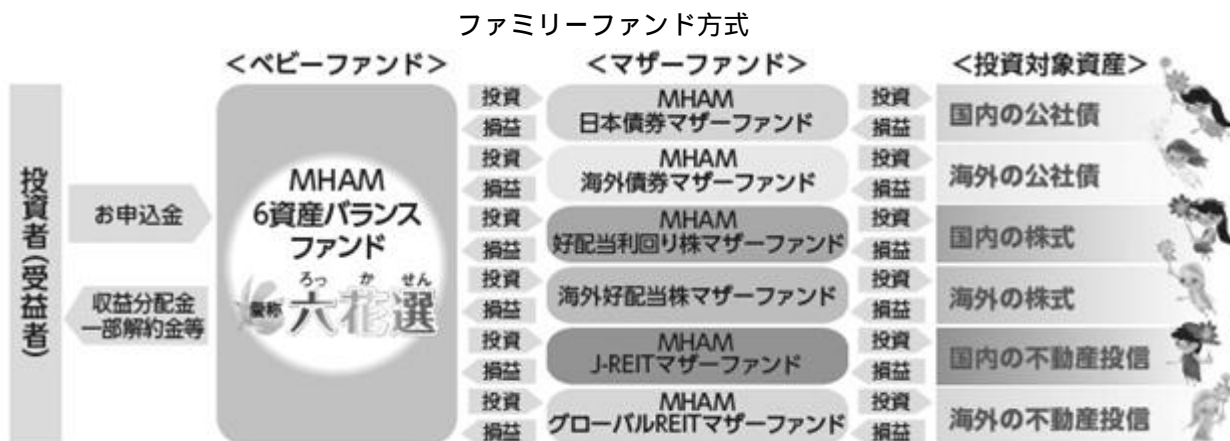 ファミリーファンド方式
<ベビーファンド>
<マザーファンド>
<投資対象資産>
投資者(受益者)
お申込金
収益分配金
一部解約金等
MHAM
6資産バランス
ファンド
愛称
ろっ か せん
六花選
投資
損益
MHAM
日本債券マザーファンド
投資
損益
国内の公社債
投資
損益
MHAM
海外債券マザーファンド
投資
損益
海外の公社債
投資
損益
MHAM
好配当利回り株マザーファンド
投資
損益
国内の株式
投資
損益
海外好配当株マザーファンド
投資
損益
海外の株式
投資
損益
MHAM
J-REITマザーファンド
投資
損益
国内の不動産投信
投資
損益
MHAM
グローバルREITマザーファンド
投資
損益
海外の不動産投信